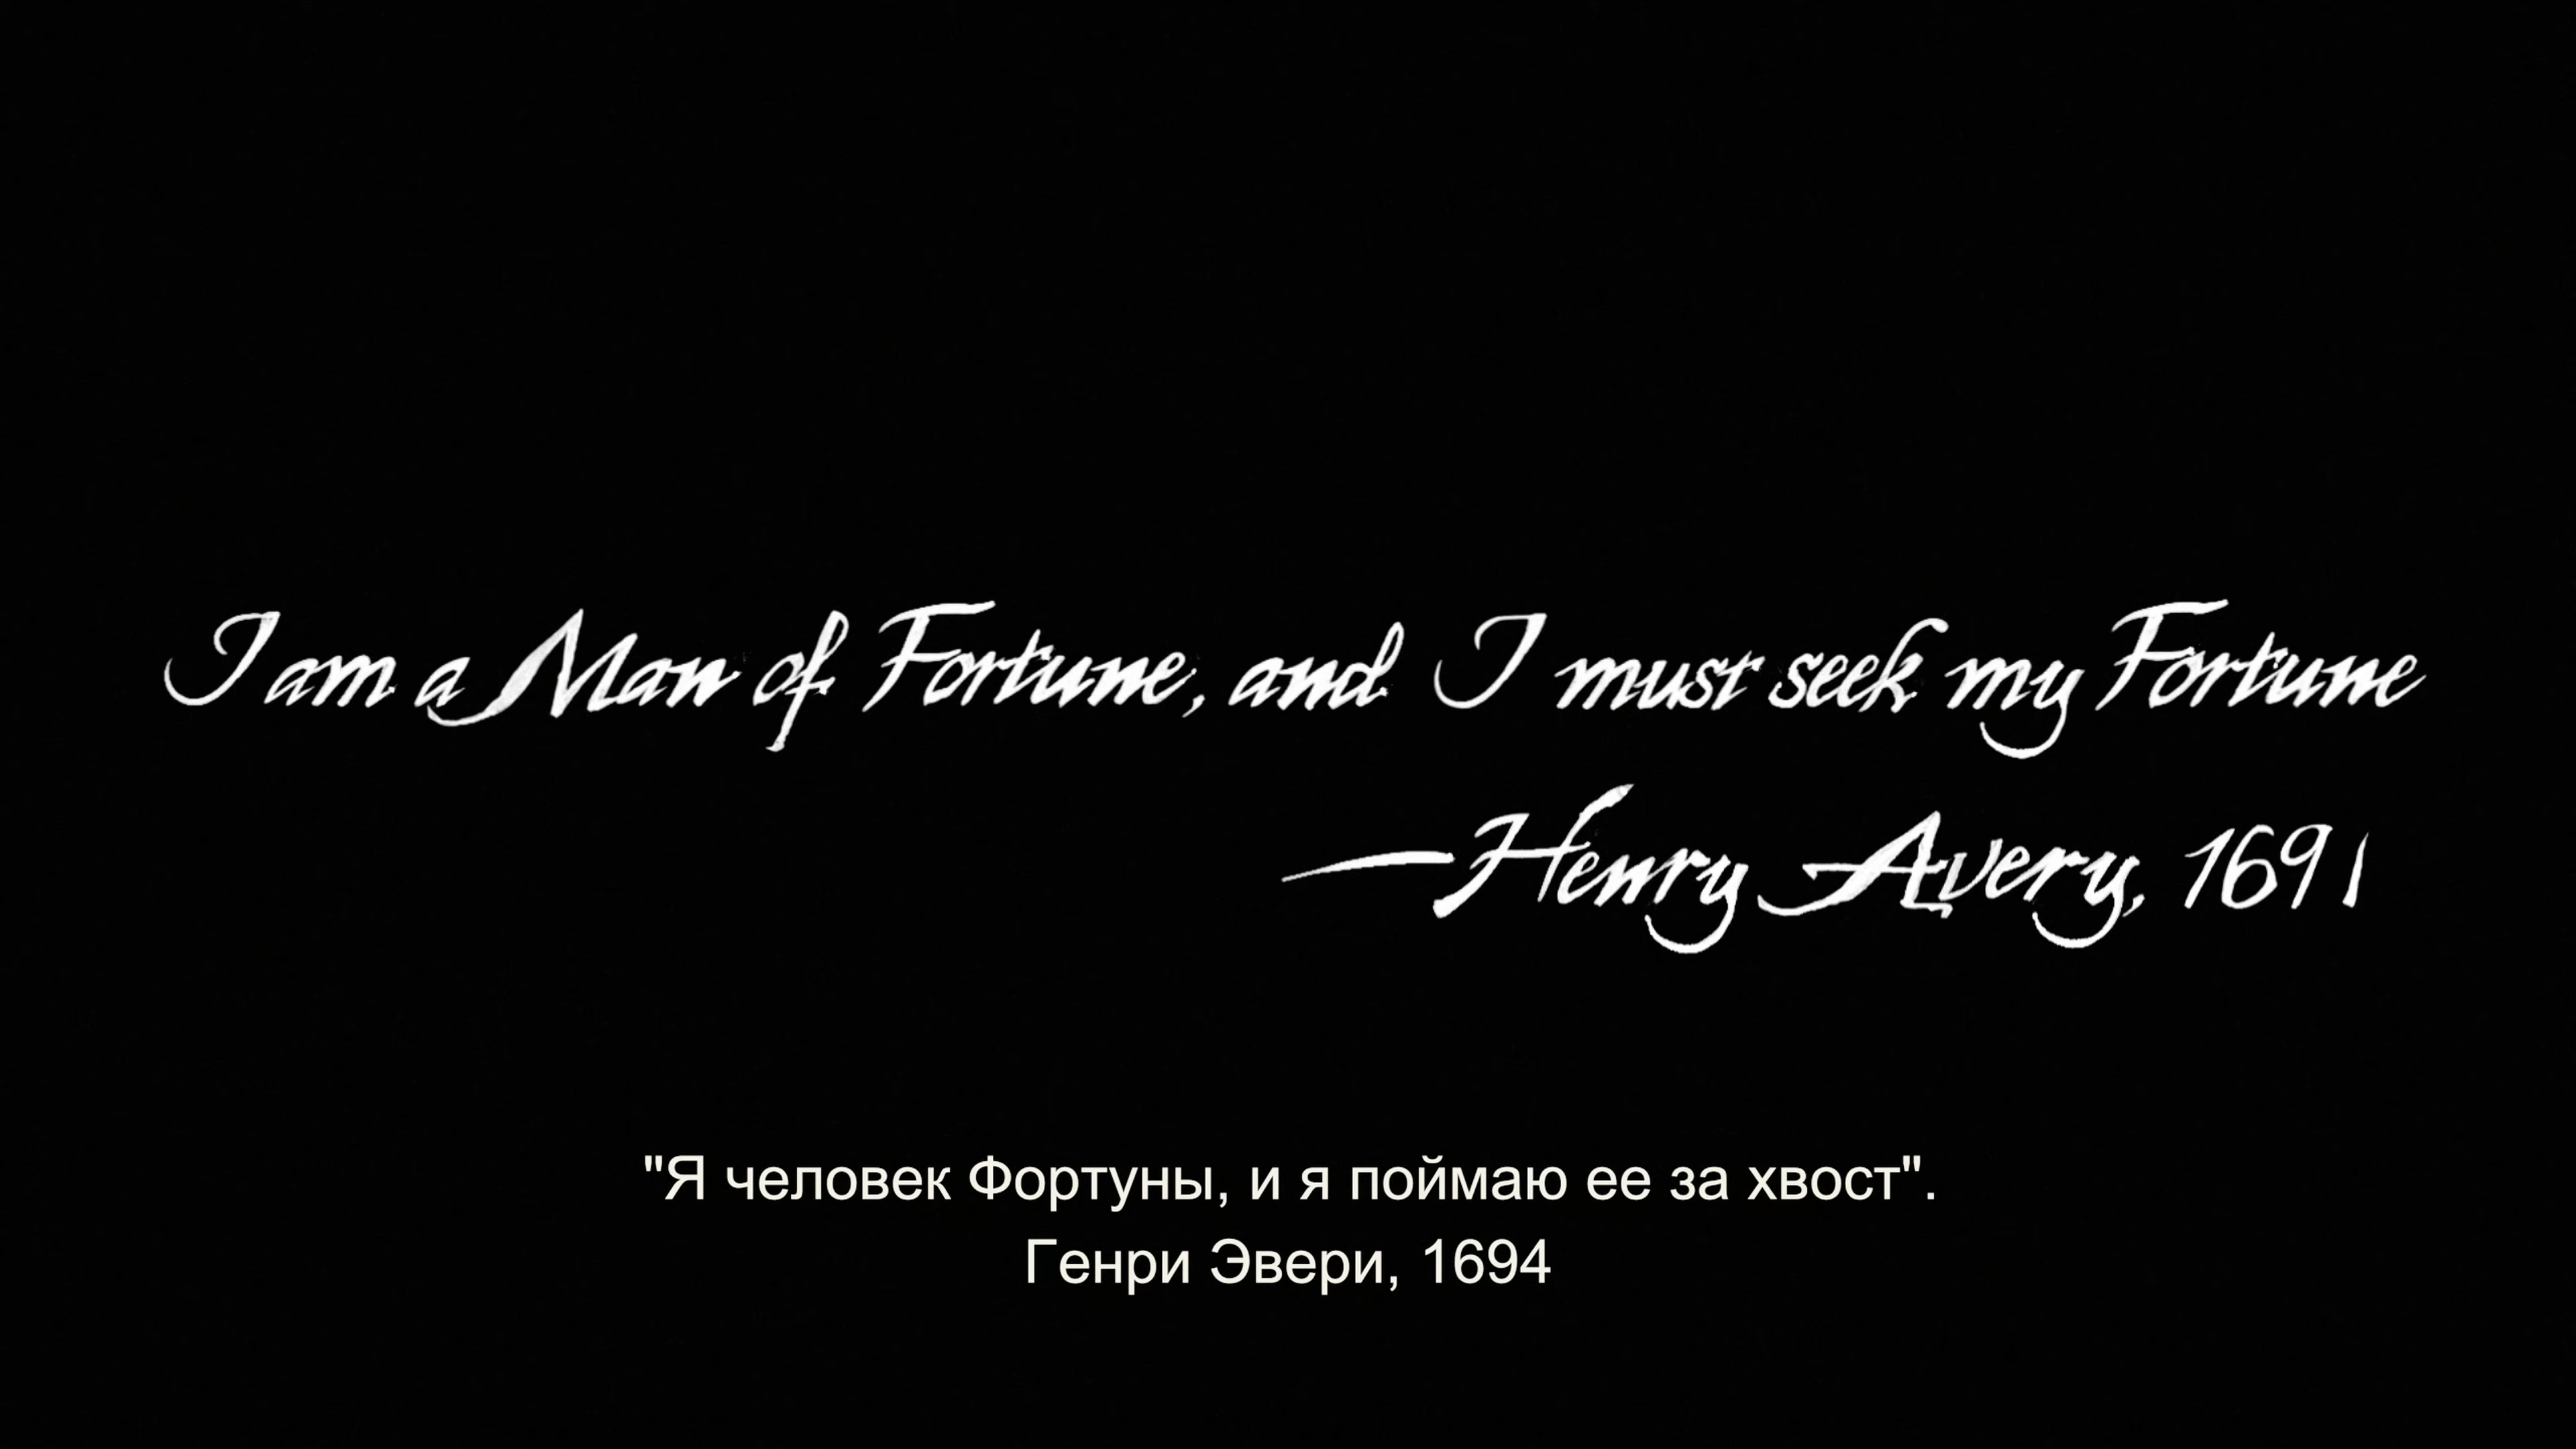 I am a Man of Fortune, and I must seek my Fortune
—Henry Avery, 1691
"Я человек Фортуны, и я поймаю ее за хвост".
Генри Эвери, 1694